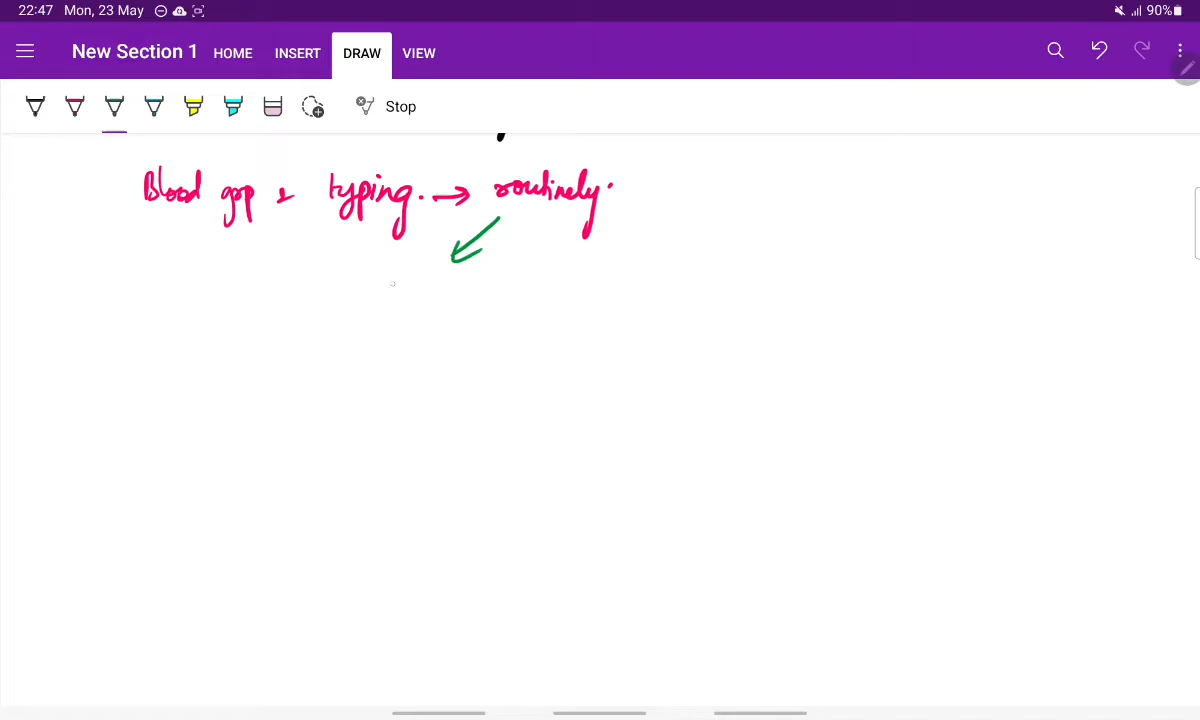 22:47 Mon, 23 May 90%
New Section 1 HOME INSERT DRAW VIEW
Stop
Blood grp & typing. → routinely.